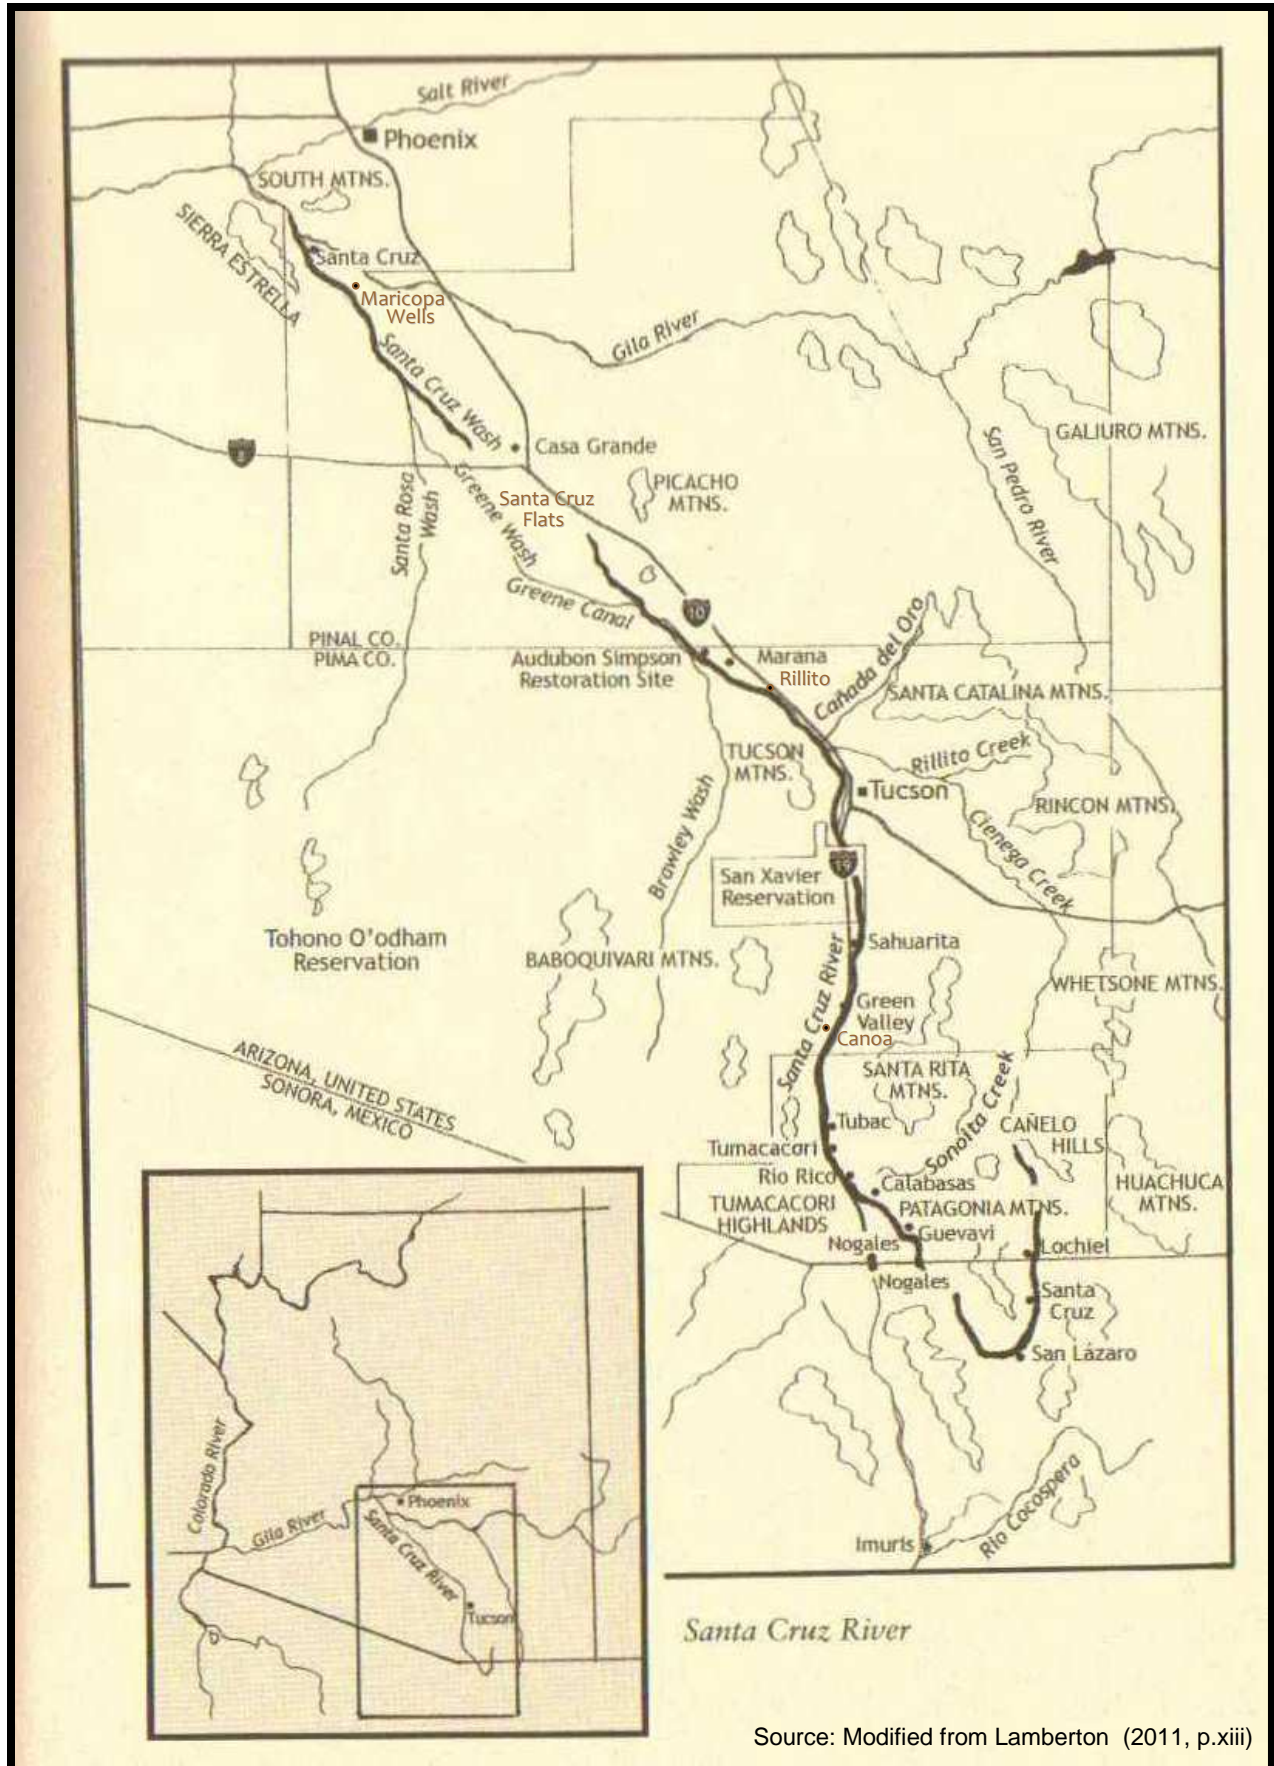 Salt River
Phoenix
SOUTH MTNS.
SIERRA ESTRELLA
Santa Cruz
Maricopa
Wells
Gila River
Santa Cruz Wash
GALIURO MTNS.
San Pedro River
8
Casa Grande
PICACHO
MTNS.
Santa Cruz
Flats
Santa Rosa
Wash
Greene Wash
Greene Canal
10
PINAL CO.
PIMA CO.
Audubon Simpson
Restoration Site
Marana
Rillito
Cañada del Oro
SANTA CATALINA MTNS.
TUCSON
MTNS.
Rillito Creek
Tucson
RINCON MTNS.
Cienega Creek
Brawley Wash
19
San Xavier
Reservation
Tohono O'odham
Reservation
BABOQUIVARI MTNS.
Sahuarita
WHETSONE MTNS.
Santa Cruz River
Green
Valley
Canoa
ARIZONA, UNITED STATES
SONORA, MEXICO
SANTA RITA
MTNS.
Sonoita Creek
Tubac
CAÑELO
HILLS
Tumacacori
Rio Rico
Calabasas
HUACHUCA
MTNS.
TUMACACORI
HIGHLANDS
PATAGONIA MTNS.
Guevavi
Nogales
Lochiel
Nogales
Santa
Cruz
San Lázaro
Imuris
Rio Cocospera
Colorado River
Gila River
Phoenix
Santa Cruz River
Tucson
Santa Cruz River
Source: Modified from Lamberton (2011, p.xiii)